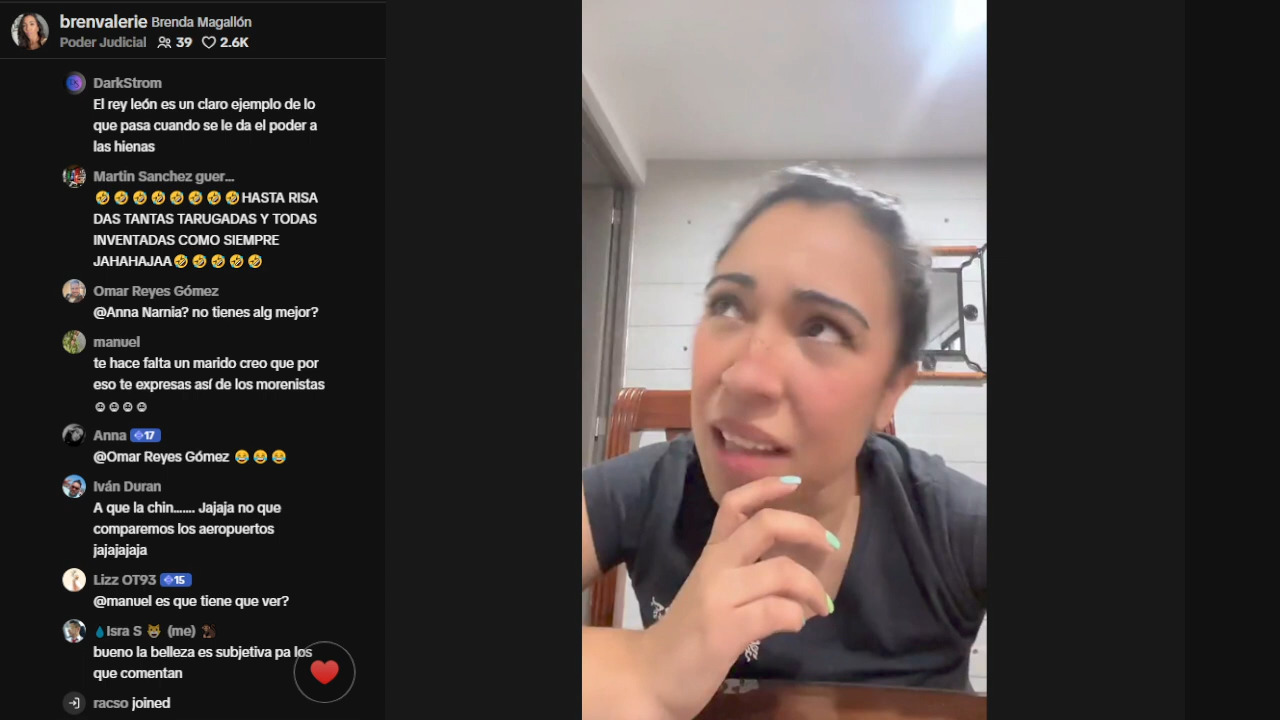 brenvalerie Brenda Magallón
Poder Judicial 39 2.6K
DarkStrom
El rey león es un claro ejemplo de lo
que pasa cuando se le da el poder a
las hienas
Martin Sanchez guer...
🤣🤣🤣🤣🤣🤣🤣🤣HASTA RISA
DAS TANTAS TARUGADAS Y TODAS
INVENTADAS COMO SIEMPRE
JAHAHAJAA🤣🤣🤣🤣🤣
Omar Reyes Gómez
@Anna Narnia? no tienes alg mejor?
manuel
te hace falta un marido creo que por
eso te expresas así de los morenistas
☺☺☺☺
Anna 17
@Omar Reyes Gómez 😂😂😂
Iván Duran
A que la chin....... Jajaja no que
comparemos los aeropuertos
jajajajaja
Lizz OT93 15
@manuel es que tiene que ver?
💧Isra S 😼 (me) 🐿
bueno la belleza es subjetiva pa los
que comentan
racso joined